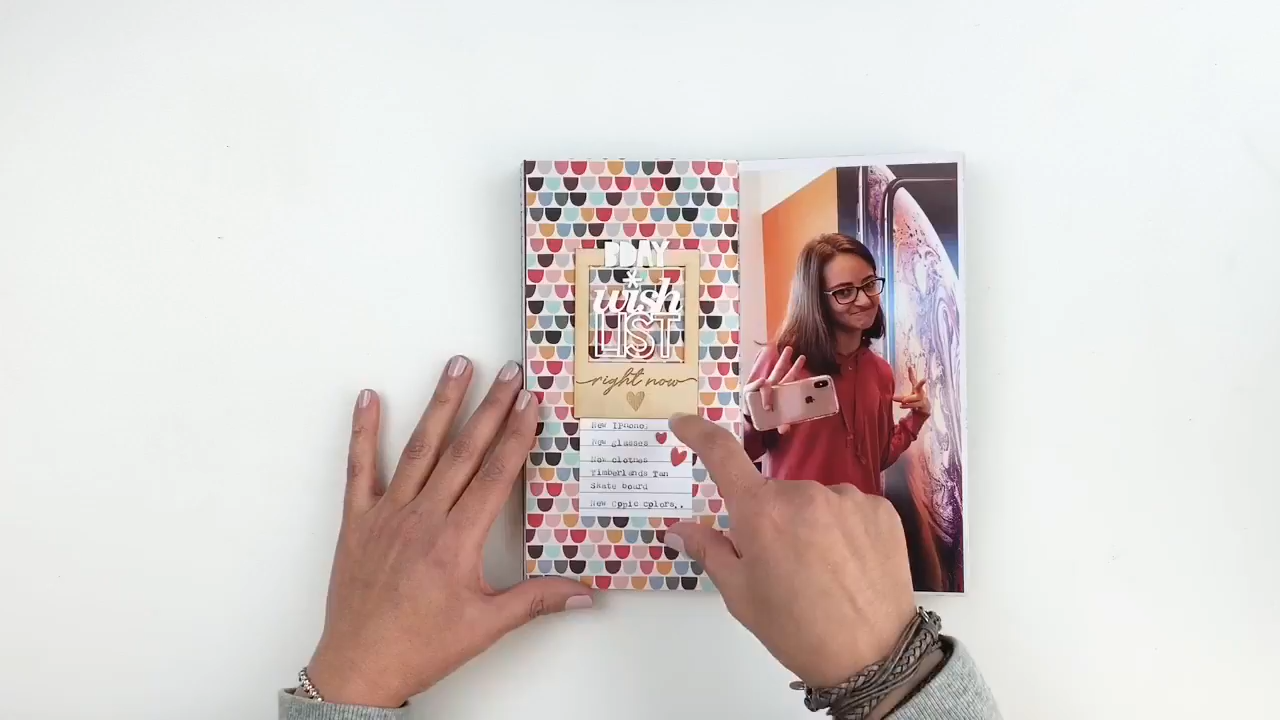 BDAY
wish
LIST
right now
New IPhone;
New glasses
New clothes
Timberlands Tan
Skate board
New Copic colors..